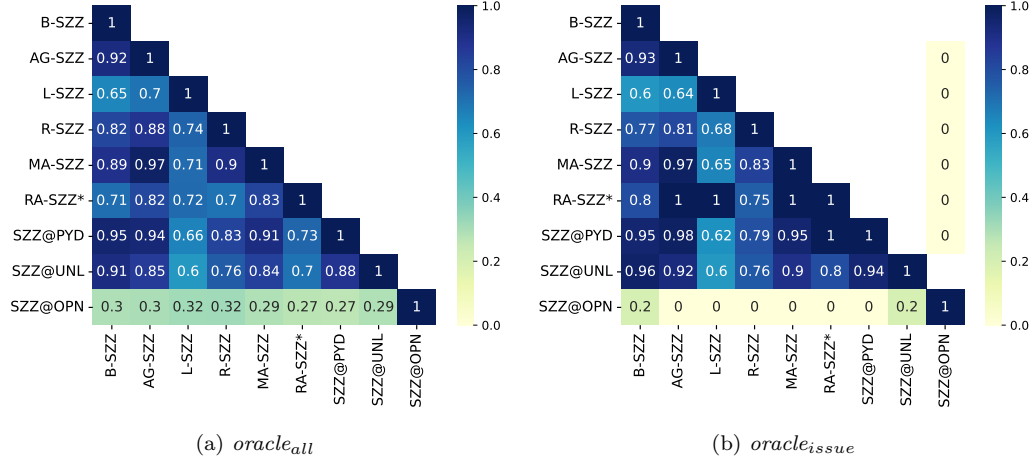 B-SZZ 1
AG-SZZ 0.92 1
L-SZZ 0.65 0.7 1
R-SZZ 0.82 0.88 0.74 1
MA-SZZ 0.89 0.97 0.71 0.9 1
RA-SZZ* 0.71 0.82 0.72 0.7 0.83 1
SZZ@PYD 0.95 0.94 0.66 0.83 0.91 0.73 1
SZZ@UNL 0.91 0.85 0.6 0.76 0.84 0.7 0.88 1
SZZ@OPN 0.3 0.3 0.32 0.32 0.29 0.27 0.27 0.29 1
B-SZZ AG-SZZ L-SZZ R-SZZ MA-SZZ RA-SZZ* SZZ@PYD SZZ@UNL SZZ@OPN
1.0
0.8
0.6
0.4
0.2
0.0
(a) oracle_all
B-SZZ 1
AG-SZZ 0.93 1 0
L-SZZ 0.6 0.64 1 0
R-SZZ 0.77 0.81 0.68 1 0
MA-SZZ 0.9 0.97 0.65 0.83 1 0
RA-SZZ* 0.8 1 1 0.75 1 1 0
SZZ@PYD 0.95 0.98 0.62 0.79 0.95 1 1 0
SZZ@UNL 0.96 0.92 0.6 0.76 0.9 0.8 0.94 1
SZZ@OPN 0.2 0 0 0 0 0 0 0.2 1
B-SZZ AG-SZZ L-SZZ R-SZZ MA-SZZ RA-SZZ* SZZ@PYD SZZ@UNL SZZ@OPN
1.0
0.8
0.6
0.4
0.2
0.0
(b) oracle_issue